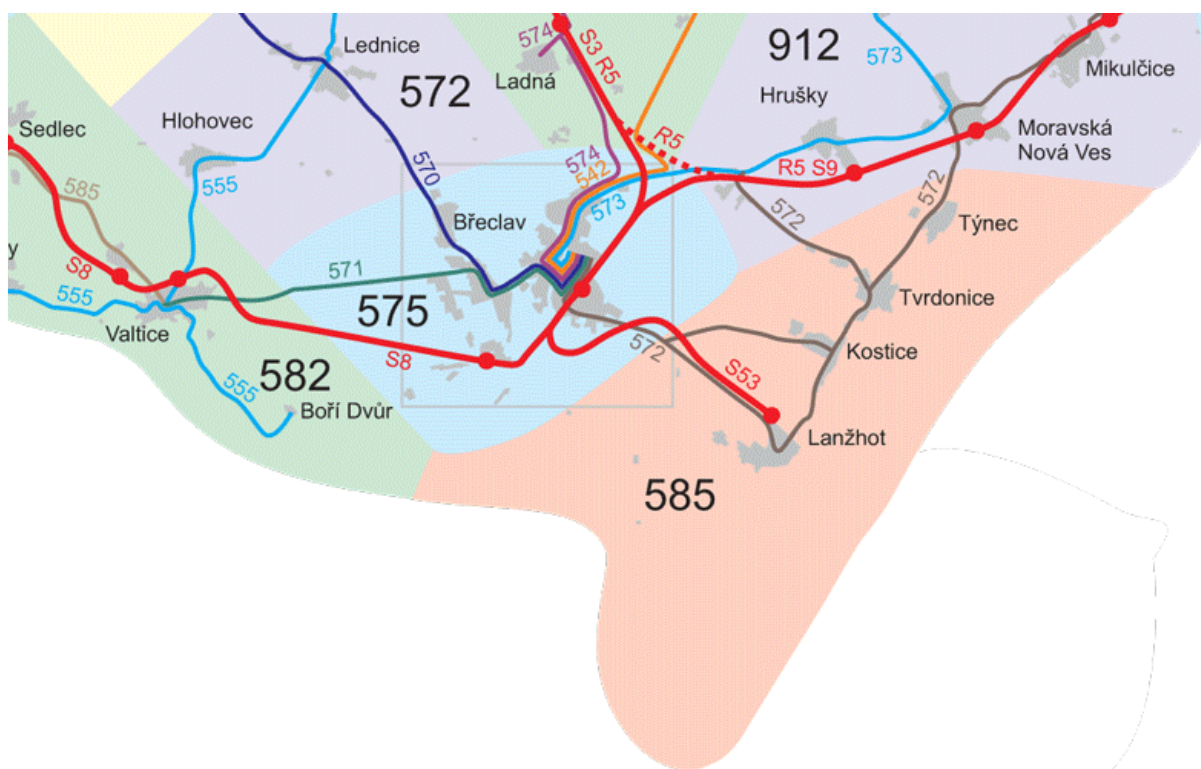 Lednice
574
S3 R5
912
573
Mikulčice
572
Ladná
Hrušky
Sedlec
Hlohovec
R5
Moravská
Nová Ves
585
555
570
574
542
R5 S9
573
572
572
Břeclav
Týnec
y
S8
571
575
Tvrdonice
555
Valtice
S8
572
Kostice
582
S53
555
Boří Dvůr
Lanžhot
585